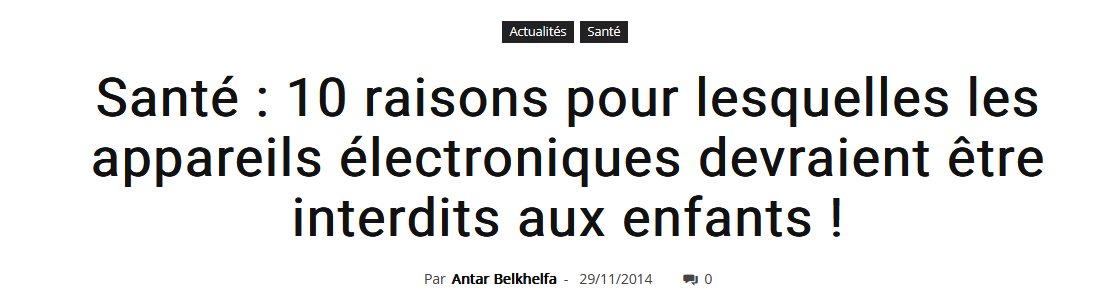 Actualités Santé
Santé : 10 raisons pour lesquelles les
appareils électroniques devraient être
interdits aux enfants !
Par Antar Belkhelfa - 29/11/2014 0